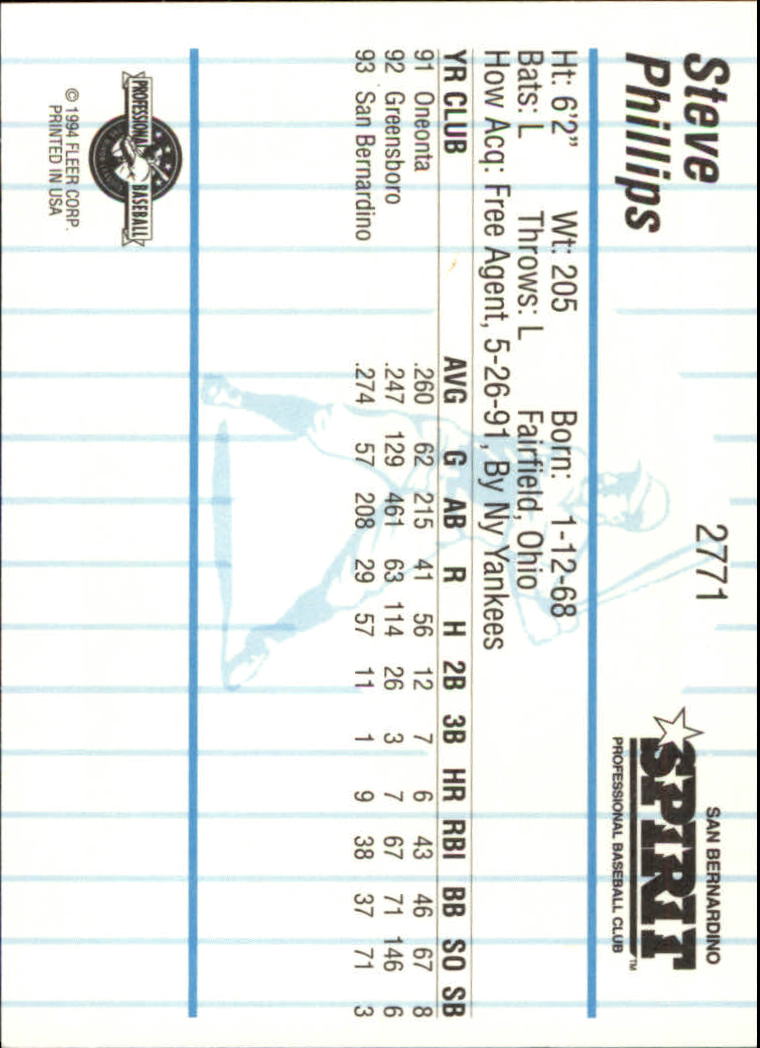 Steve
Phillips
2771
SAN BERNARDINO
SPIRIT™
PROFESSIONAL BASEBALL CLUB
Ht: 6'2" Wt: 205 Born: 1-12-68
Bats: L Throws: L Fairfield, Ohio
How Acq: Free Agent, 5-26-91, By Ny Yankees
YR CLUB AVG G AB R H 2B 3B HR RBI BB SO SB
91 Oneonta .260 62 215 41 56 12 7 6 43 46 67 8
92 Greensboro .247 129 461 63 114 26 3 7 67 71 146 6
93 San Bernardino .274 57 208 29 57 11 1 9 38 37 71 3
PROFESSIONAL BASEBALL
© 1994 FLEER CORP.
PRINTED IN USA